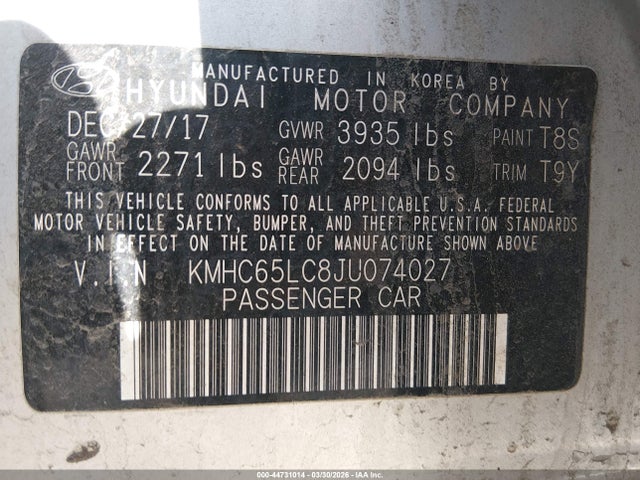 MANUFACTURED IN KOREA BY
HYUNDAI MOTOR COMPANY
DEC/27/17 GVWR 3935 lbs PAINT T8S
GAWR FRONT 2271 lbs GAWR REAR 2094 lbs TRIM T9Y
THIS VEHICLE CONFORMS TO ALL APPLICABLE U.S.A. FEDERAL
MOTOR VEHICLE SAFETY, BUMPER, AND THEFT PREVENTION STANDARDS
IN EFFECT ON THE DATE OF MANUFACTURE SHOWN ABOVE
V.I.N KMHC65LC8JU074027
PASSENGER CAR
000-44731014 - 03/30/2026 - IAA, Inc.